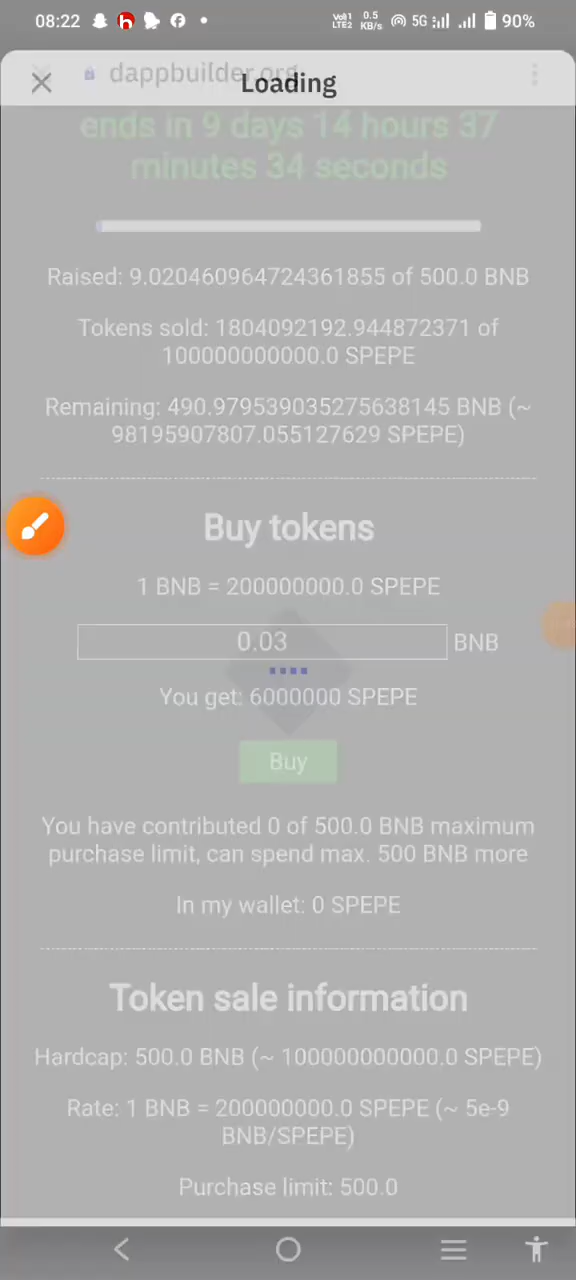 08:22 Vo)) 1 LTE2 0.5 KB/s 5G 90%
dappbuilder.org
Loading
ends in 9 days 14 hours 37
minutes 34 seconds
Raised: 9.020460964724361855 of 500.0 BNB
Tokens sold: 1804092192.944872371 of
100000000000.0 SPEPE
Remaining: 490.979539035275638145 BNB (~
98195907807.055127629 SPEPE)
Buy tokens
1 BNB = 200000000.0 SPEPE
0.03 BNB
You get: 6000000 SPEPE
Buy
You have contributed 0 of 500.0 BNB maximum
purchase limit, can spend max. 500 BNB more
In my wallet: 0 SPEPE
Token sale information
Hardcap: 500.0 BNB (~ 100000000000.0 SPEPE)
Rate: 1 BNB = 200000000.0 SPEPE (~ 5e-9
BNB/SPEPE)
Purchase limit: 500.0